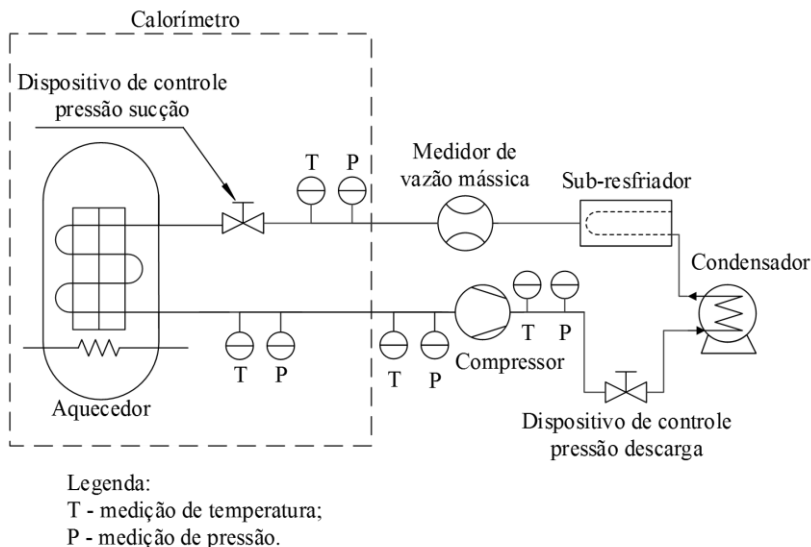 Calorímetro
Dispositivo de controle
pressão sucção
T
P
Medidor de
vazão mássica
Sub-resfriador
Condensador
T
P
T
P
T
P
Compressor
Aquecedor
Dispositivo de controle
pressão descarga
Legenda:
T - medição de temperatura;
P - medição de pressão.